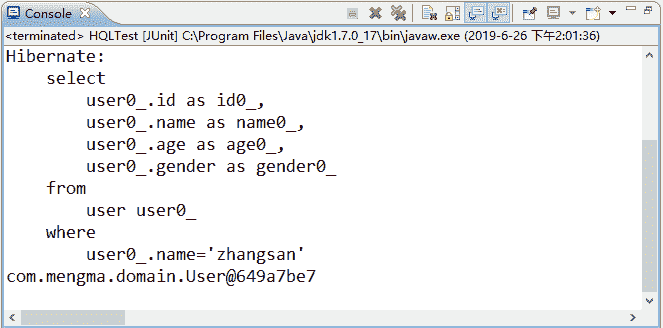 Console
<terminated> HQLTest [JUnit] C:\Program Files\Java\jdk1.7.0_17\bin\javaw.exe (2019-6-26 下午2:01:36)
Hibernate:
    select
        user0_.id as id0_,
        user0_.name as name0_,
        user0_.age as age0_,
        user0_.gender as gender0_
    from
        user user0_
    where
        user0_.name='zhangsan'
com.mengma.domain.User@649a7be7